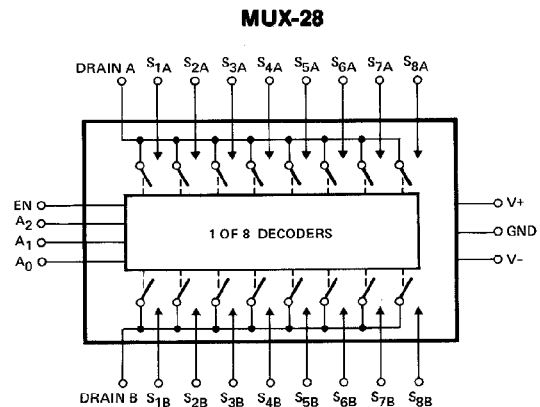 MUX-28
DRAIN A S1A S2A S3A S4A S5A S6A S7A S8A
EN
A2
A1
A0
1 OF 8 DECODERS
V+
GND
V−
DRAIN B S1B S2B S3B S4B S5B S6B S7B S8B